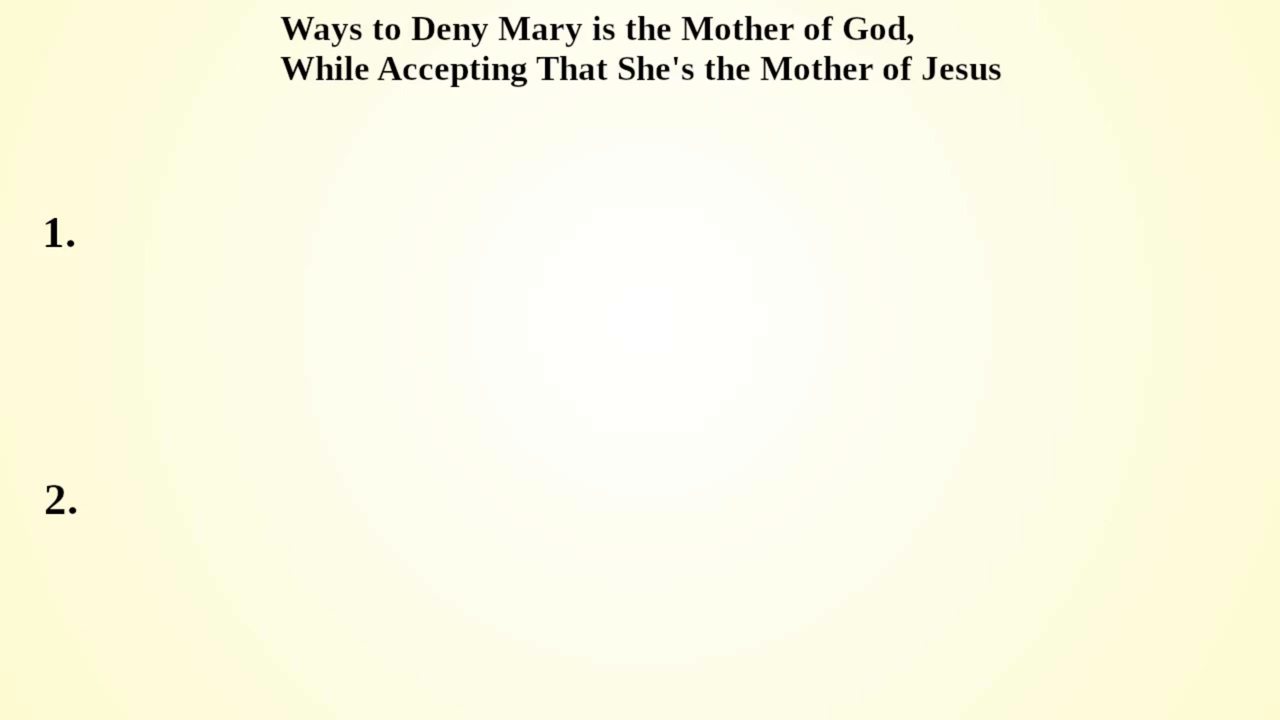 Ways to Deny Mary is the Mother of God,
While Accepting That She's the Mother of Jesus
1.
2.